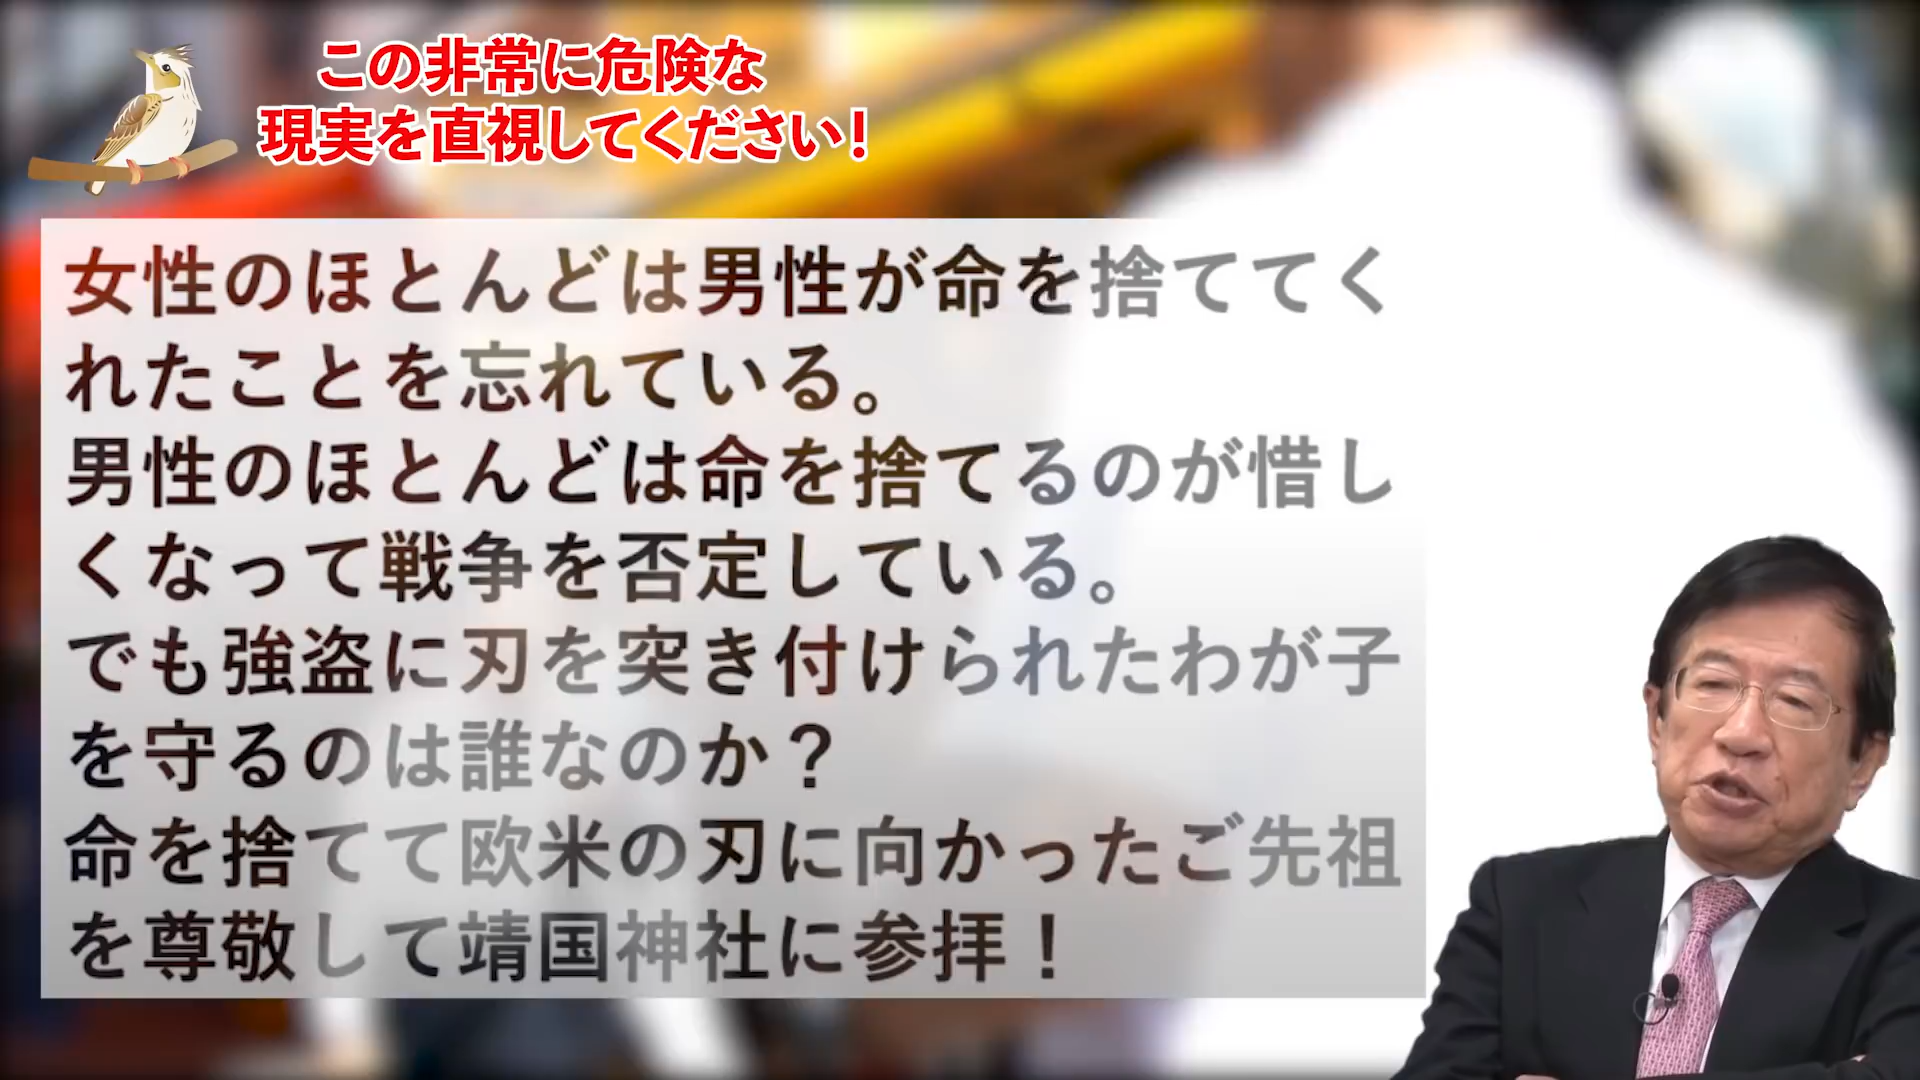 この非常に危険な
現実を直視してください!
女性のほとんどは男性が命を捨ててく
れたことを忘れている。
男性のほとんどは命を捨てるのが惜し
くなって戦争を否定している。
でも強盗に刃を突き付けられたわが子
を守るのは誰なのか？
命を捨てて欧米の刃に向かったご先祖
を尊敬して靖国神社に参拝！